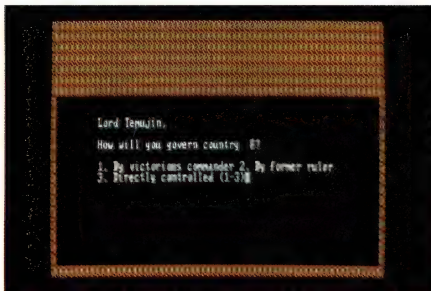 Lord Temujin,
How will you govern country 8?
1. By victorious commander 2. By former ruler
3. Directly controlled (1-3)